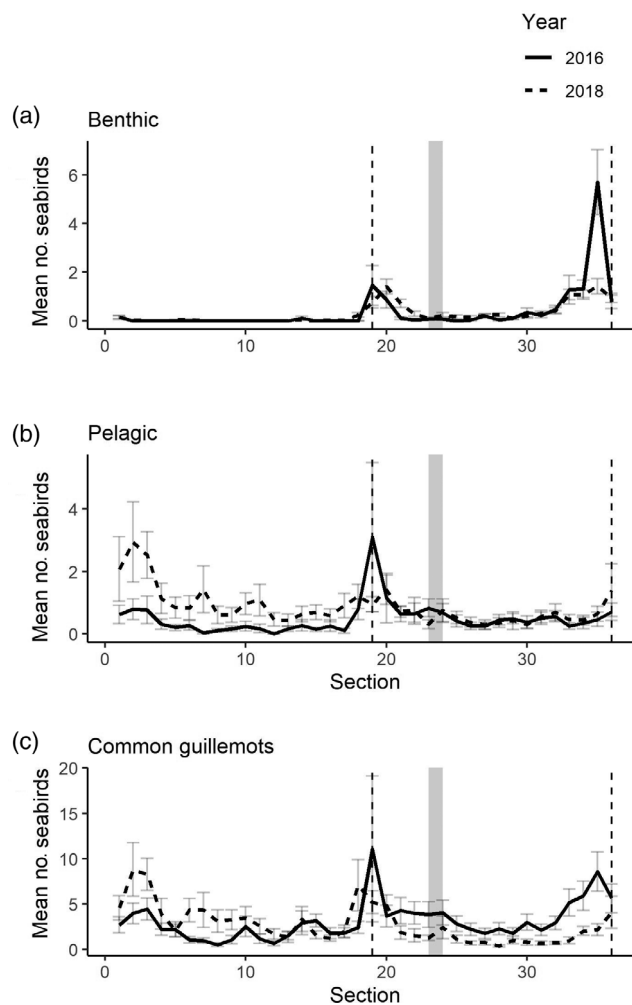 Year
2016
2018
(a)
Benthic
Mean no. seabirds
6
4
2
0
0 10 20 30
(b)
Pelagic
Mean no. seabirds
4
2
0
0 10 20 30
Section
(c)
Common guillemots
Mean no. seabirds
20
15
10
5
0
0 10 20 30
Section